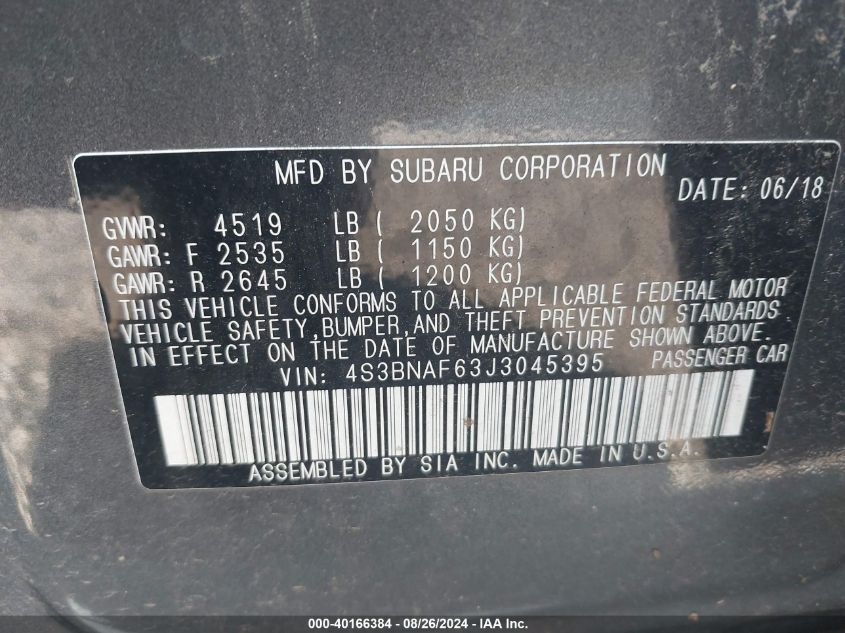 MFD BY SUBARU CORPORATION
DATE: 06/18
GVWR: 4519 LB ( 2050 KG)
GAWR: F 2535 LB ( 1150 KG)
GAWR: R 2645 LB ( 1200 KG)
THIS VEHICLE CONFORMS TO ALL APPLICABLE FEDERAL MOTOR
VEHICLE SAFETY,BUMPER,AND THEFT PREVENTION STANDARDS
IN EFFECT ON THE DATE OF MANUFACTURE SHOWN ABOVE.
VIN: 4S3BNAF63J3045395 PASSENGER CAR
ASSEMBLED BY SIA INC. MADE IN U.S.A.
000-40166384 - 08/26/2024 - IAA Inc.